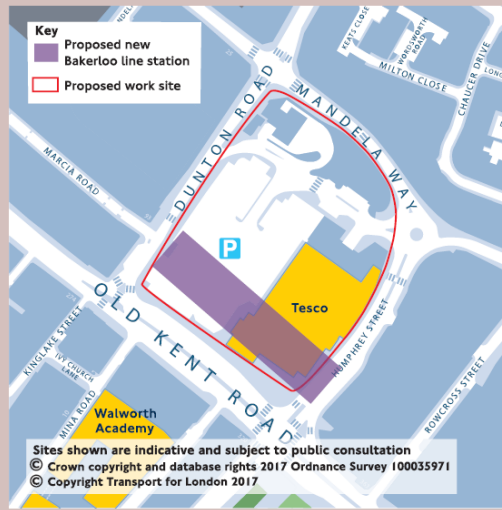 Key
Proposed new
Bakerloo line station
Proposed work site
KEATS CLOSE
WORDSWORTH
ROAD
MILTON CLOSE
CHAUCER DRIVE
LON
MANDEL
DUNTON ROAD
MANDELA WAY
MARCIA ROAD
P
Tesco
HUMPHREY STREET
OLD KENT ROAD
KINGLAKE STREET
IVY CHURCH
LANE
MINA ROAD
ROWCROSS STREET
Walworth
Academy
Sites shown are indicative and subject to public consultation
© Crown copyright and database rights 2017 Ordnance Survey 100035971
© Copyright Transport for London 2017